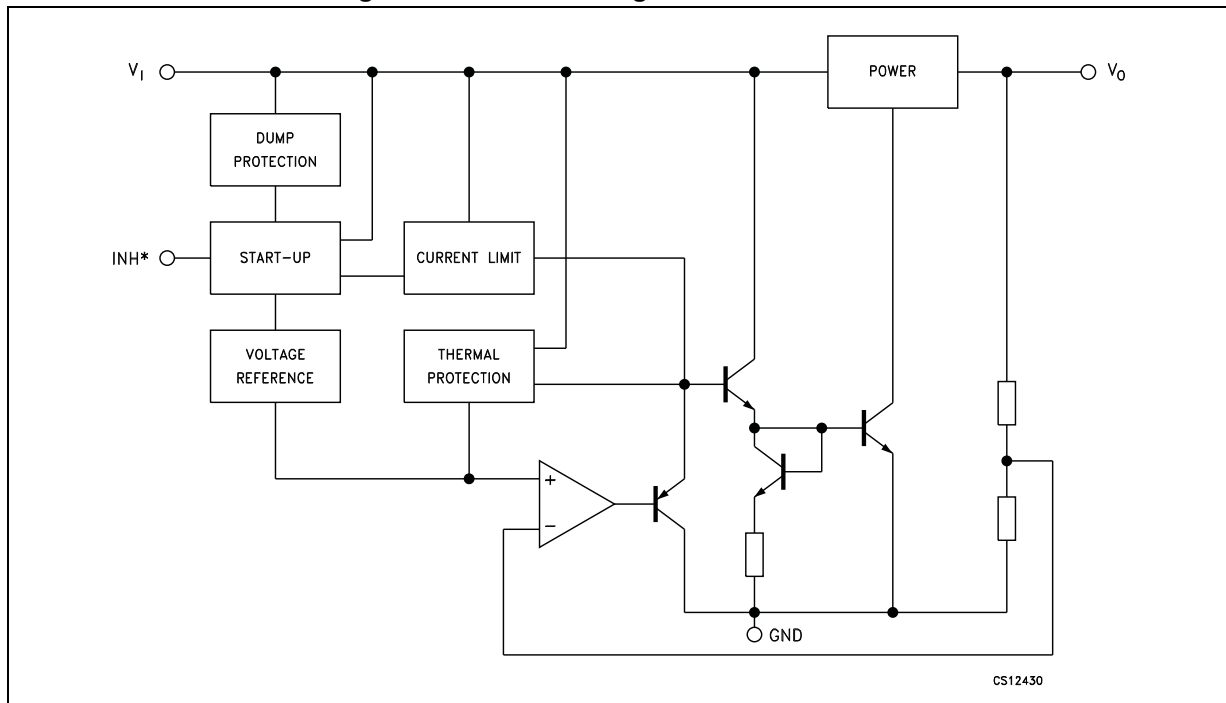 V_I
POWER
V_O
DUMP
PROTECTION
INH*
START-UP
CURRENT LIMIT
VOLTAGE
REFERENCE
THERMAL
PROTECTION
+
−
GND
CS12430